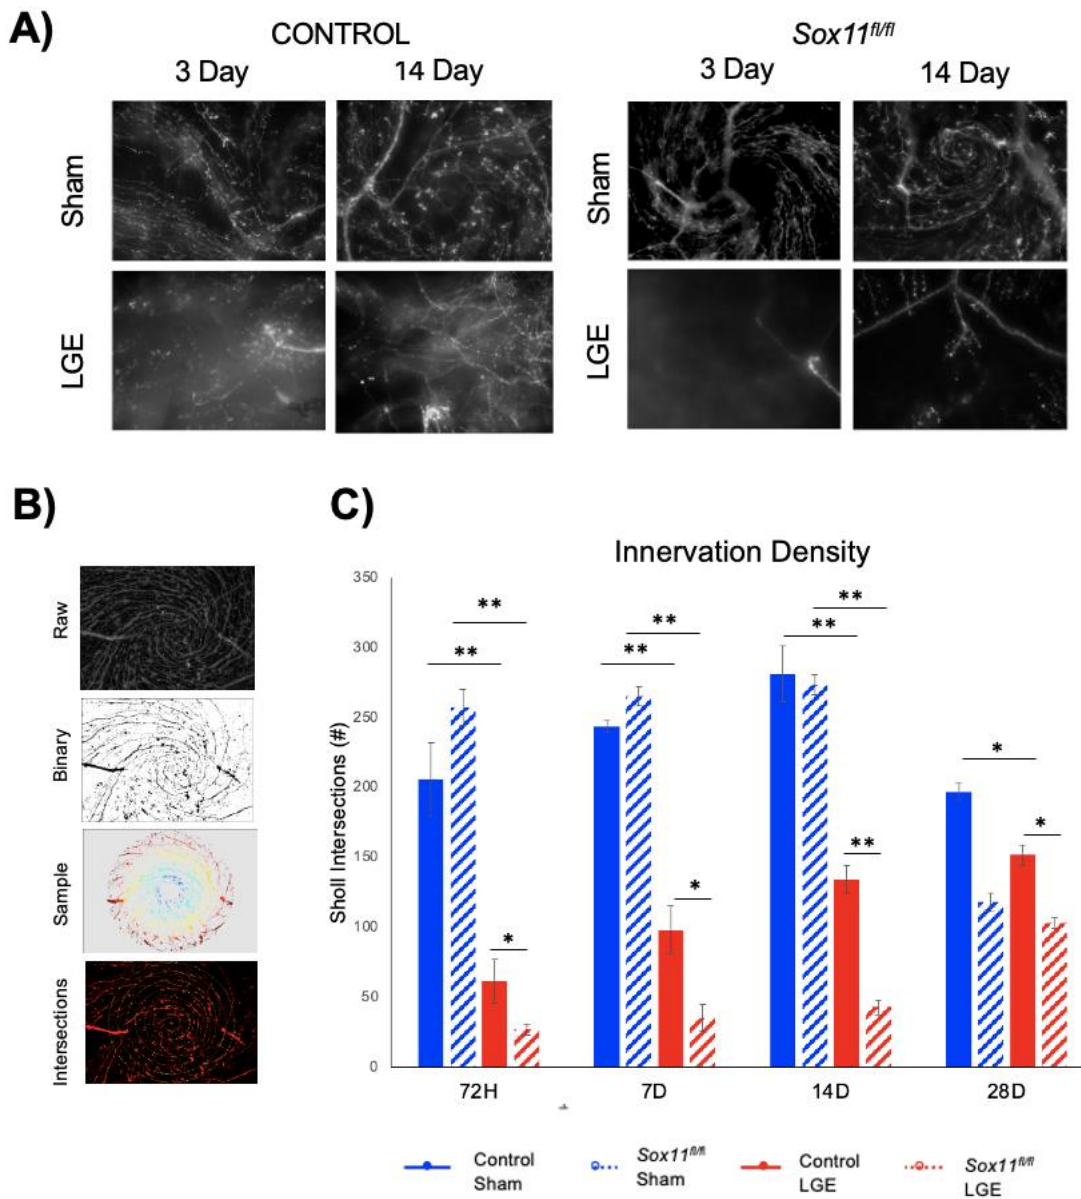 A)
CONTROL
Sox11fl/fl
3 Day
14 Day
3 Day
14 Day
Sham
Sham
LGE
LGE
B)
C)
Raw
Binary
Sample
Intersections
Innervation Density
Sholl Intersections (#)
350
300
250
200
150
100
50
0
** ** ** ** ** **
* * ** * *
72H 7D 14D 28D
Control Sox11fl/fl Control Sox11fl/fl
Sham Sham LGE LGE